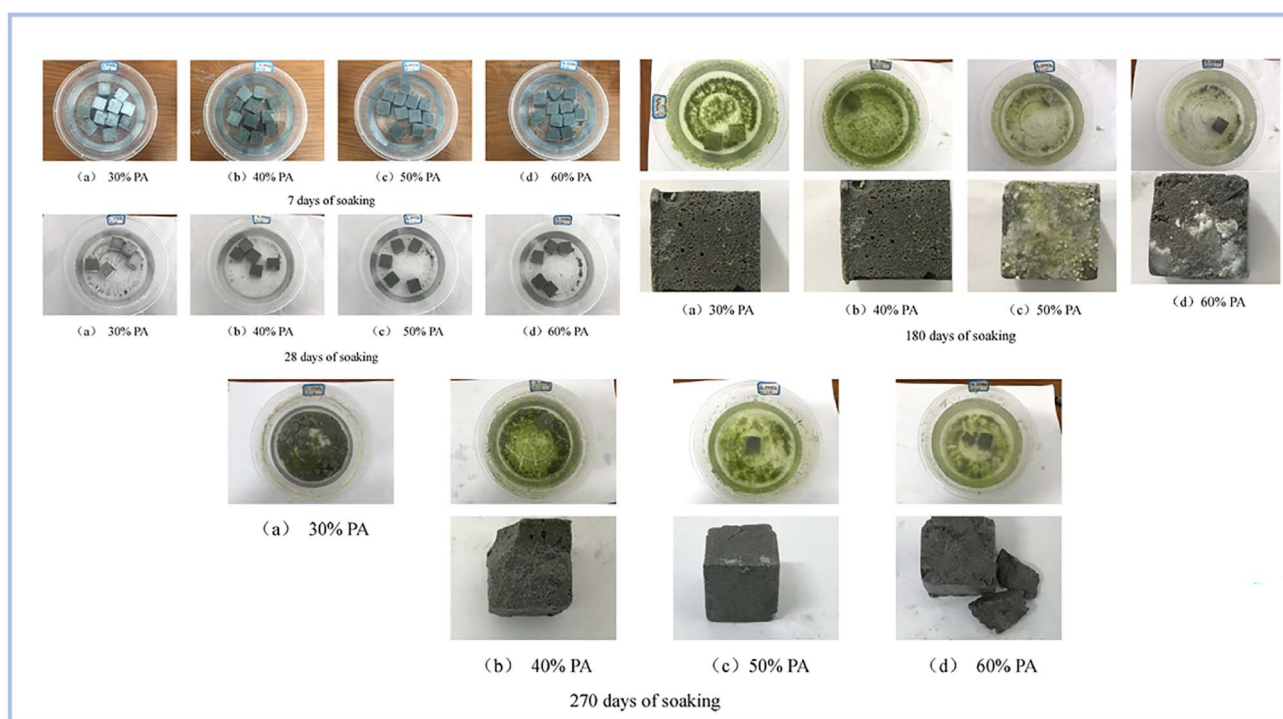 (a) 30% PA
(b) 40% PA
(c) 50% PA
(d) 60% PA
7 days of soaking
(a) 30% PA
(b) 40% PA
(c) 50% PA
(d) 60% PA
28 days of soaking
(a) 30% PA
(b) 40% PA
(c) 50% PA
(d) 60% PA
180 days of soaking
(a) 30% PA
(b) 40% PA
(c) 50% PA
(d) 60% PA
270 days of soaking